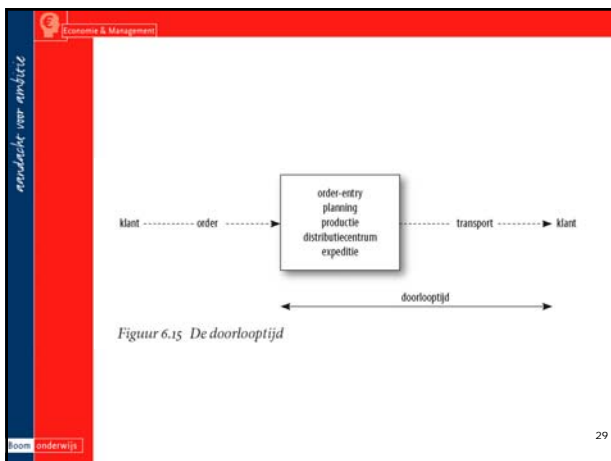 Economie & Management
aandacht voor ambitie
order-entry
planning
productie
distributiecentrum
expeditie
klant order transport klant
doorlooptijd
Figuur 6.15 De doorlooptijd
29
Boom onderwijs